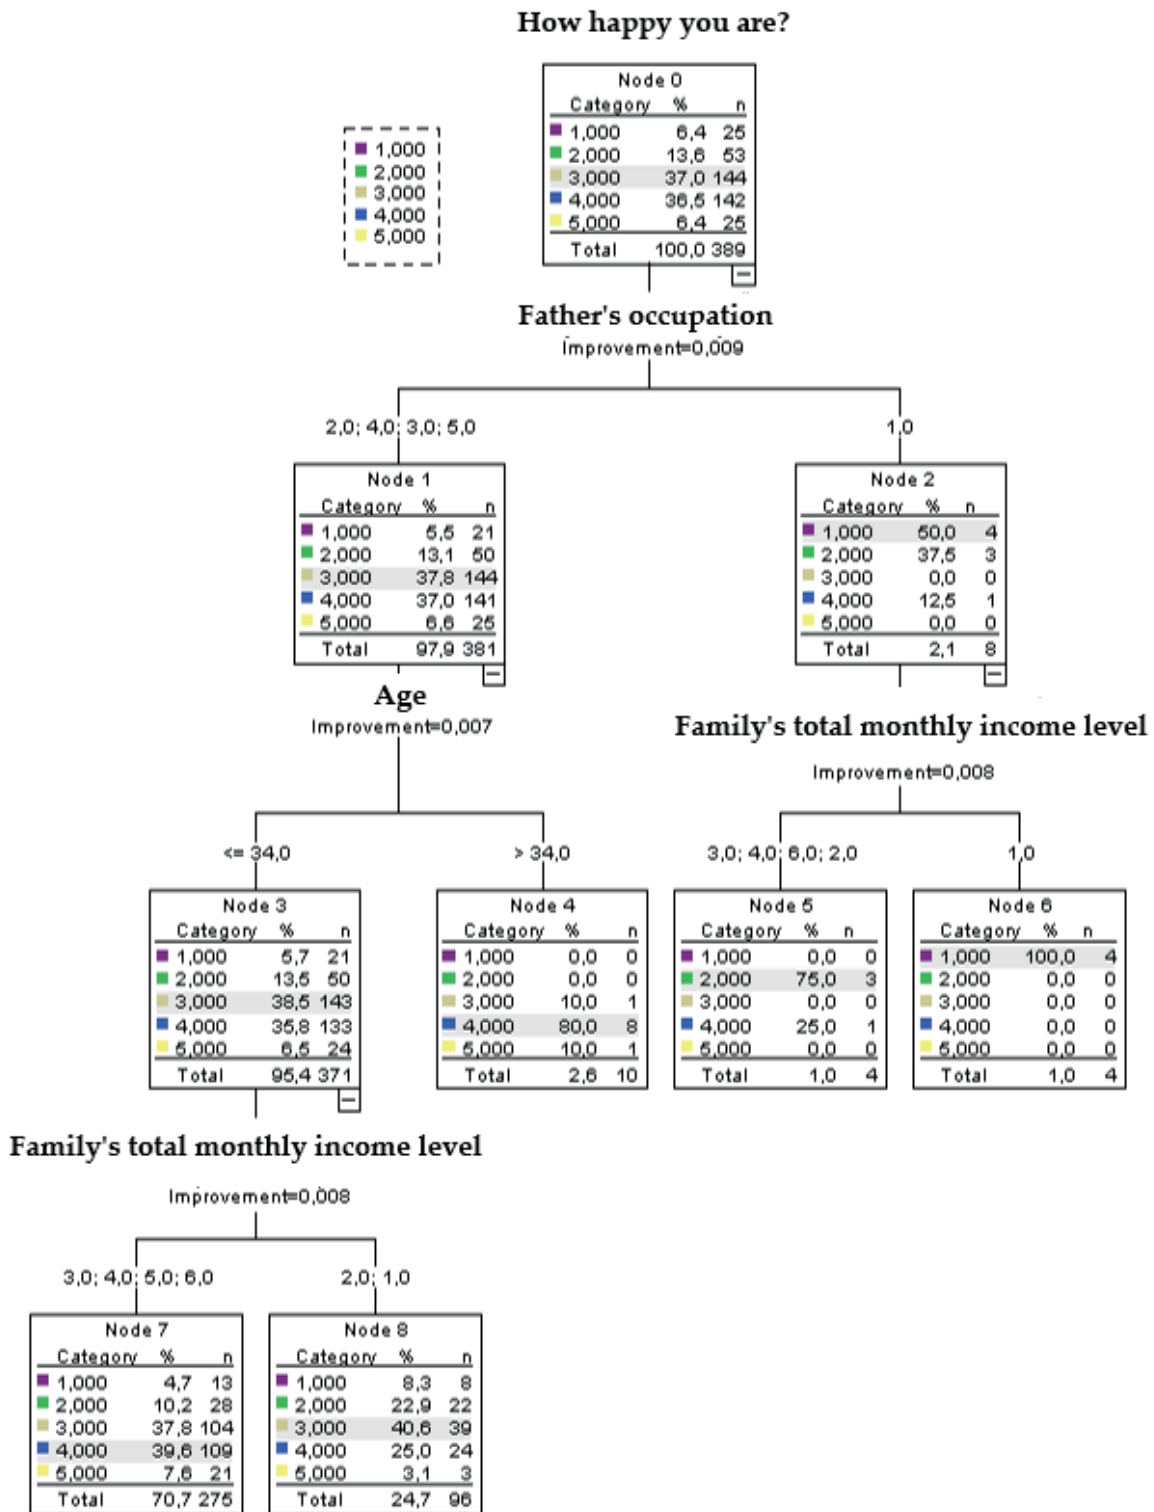 How happy you are?
Node 0
Category % n
1,000 6,4 25
2,000 13,6 53
3,000 37,0 144
4,000 36,5 142
5,000 6,4 25
Total 100,0 389
1,000
2,000
3,000
4,000
5,000
Father's occupation
Improvement=0,009
2,0; 4,0; 3,0; 5,0
1,0
Node 1
Category % n
1,000 5,5 21
2,000 13,1 50
3,000 37,8 144
4,000 37,0 141
5,000 6,6 25
Total 97,9 381
Node 2
Category % n
1,000 50,0 4
2,000 37,5 3
3,000 0,0 0
4,000 12,5 1
5,000 0,0 0
Total 2,1 8
Age
Improvement=0,007
Family's total monthly income level
Improvement=0,008
<= 34,0
> 34,0
3,0; 4,0; 6,0; 2,0
1,0
Node 3
Category % n
1,000 5,7 21
2,000 13,5 50
3,000 38,5 143
4,000 35,8 133
5,000 6,5 24
Total 95,4 371
Node 4
Category % n
1,000 0,0 0
2,000 0,0 0
3,000 10,0 1
4,000 80,0 8
5,000 10,0 1
Total 2,6 10
Node 5
Category % n
1,000 0,0 0
2,000 75,0 3
3,000 0,0 0
4,000 25,0 1
5,000 0,0 0
Total 1,0 4
Node 6
Category % n
1,000 100,0 4
2,000 0,0 0
3,000 0,0 0
4,000 0,0 0
5,000 0,0 0
Total 1,0 4
Family's total monthly income level
Improvement=0,008
3,0; 4,0; 5,0; 6,0
2,0; 1,0
Node 7
Category % n
1,000 4,7 13
2,000 10,2 28
3,000 37,8 104
4,000 39,6 109
5,000 7,6 21
Total 70,7 275
Node 8
Category % n
1,000 8,3 8
2,000 22,9 22
3,000 40,6 39
4,000 25,0 24
5,000 3,1 3
Total 24,7 96